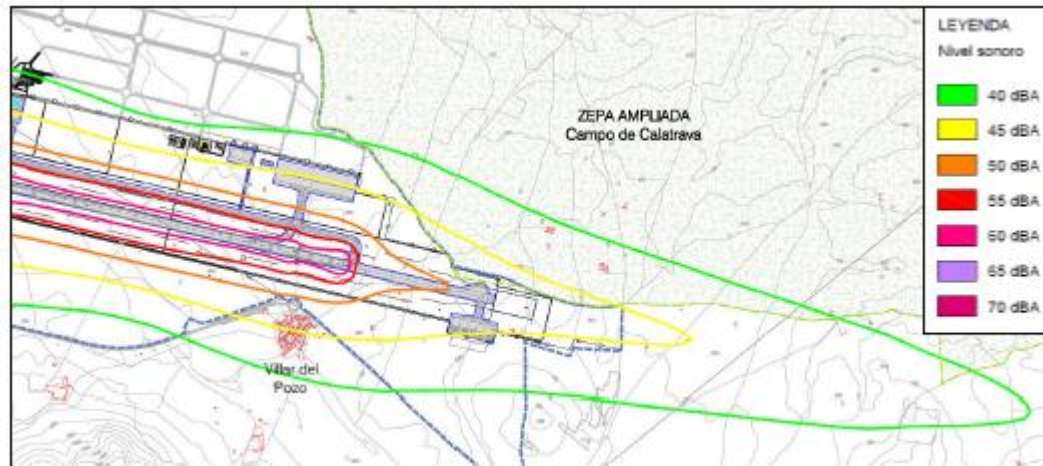 LEYENDA
Nivel sonoro
40 dBA
45 dBA
50 dBA
55 dBA
60 dBA
65 dBA
70 dBA
ZEPA AMPLIADA
Campo de Calatrava
Villar del
Pozo